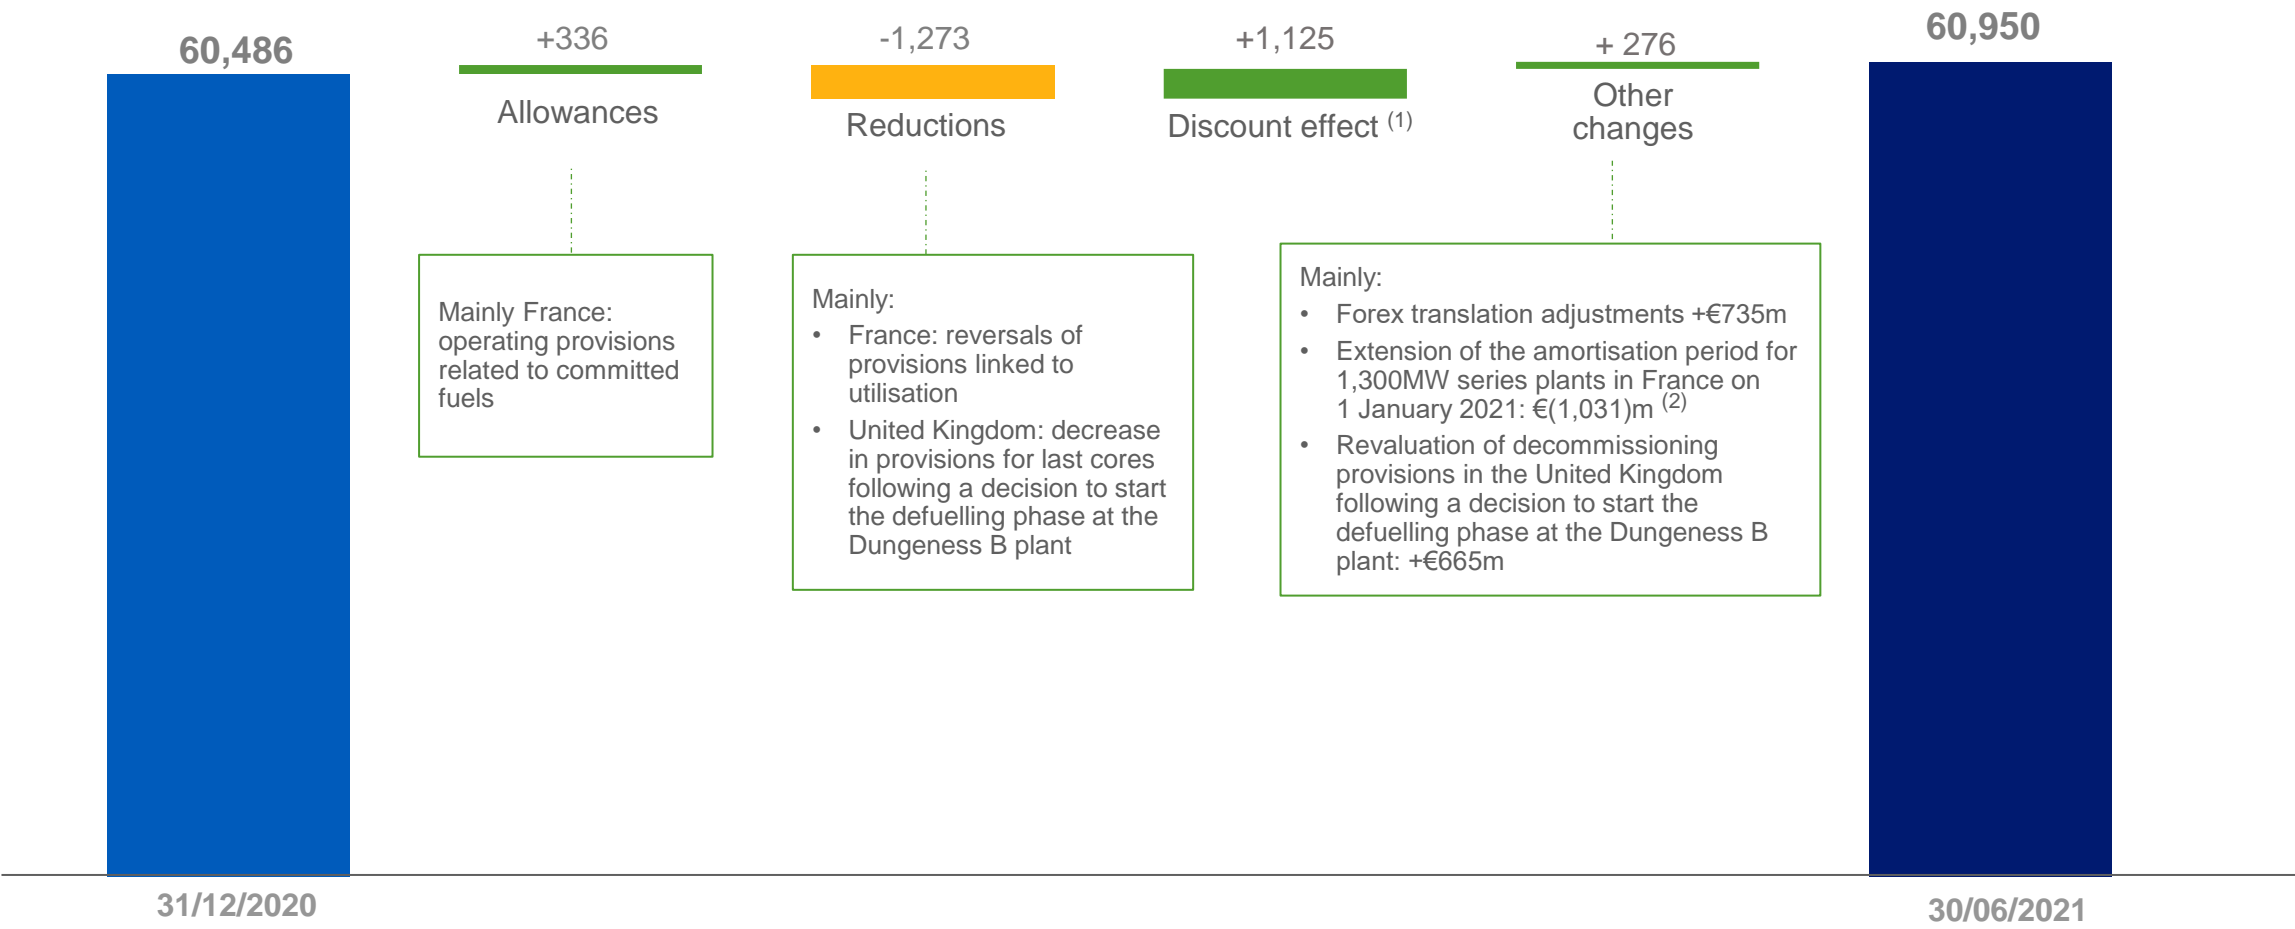 60,486
+336
-1,273
+1,125
+ 276
60,950
Allowances
Reductions
Discount effect (1)
Other
changes
Mainly France:
operating provisions
related to committed
fuels
Mainly:
• France: reversals of
provisions linked to
utilisation
• United Kingdom: decrease
in provisions for last cores
following a decision to start
the defuelling phase at the
Dungeness B plant
Mainly:
• Forex translation adjustments +€735m
• Extension of the amortisation period for
1,300MW series plants in France on
1 January 2021: €(1,031)m (2)
• Revaluation of decommissioning
provisions in the United Kingdom
following a decision to start the
defuelling phase at the Dungeness B
plant: +€665m
31/12/2020
30/06/2021